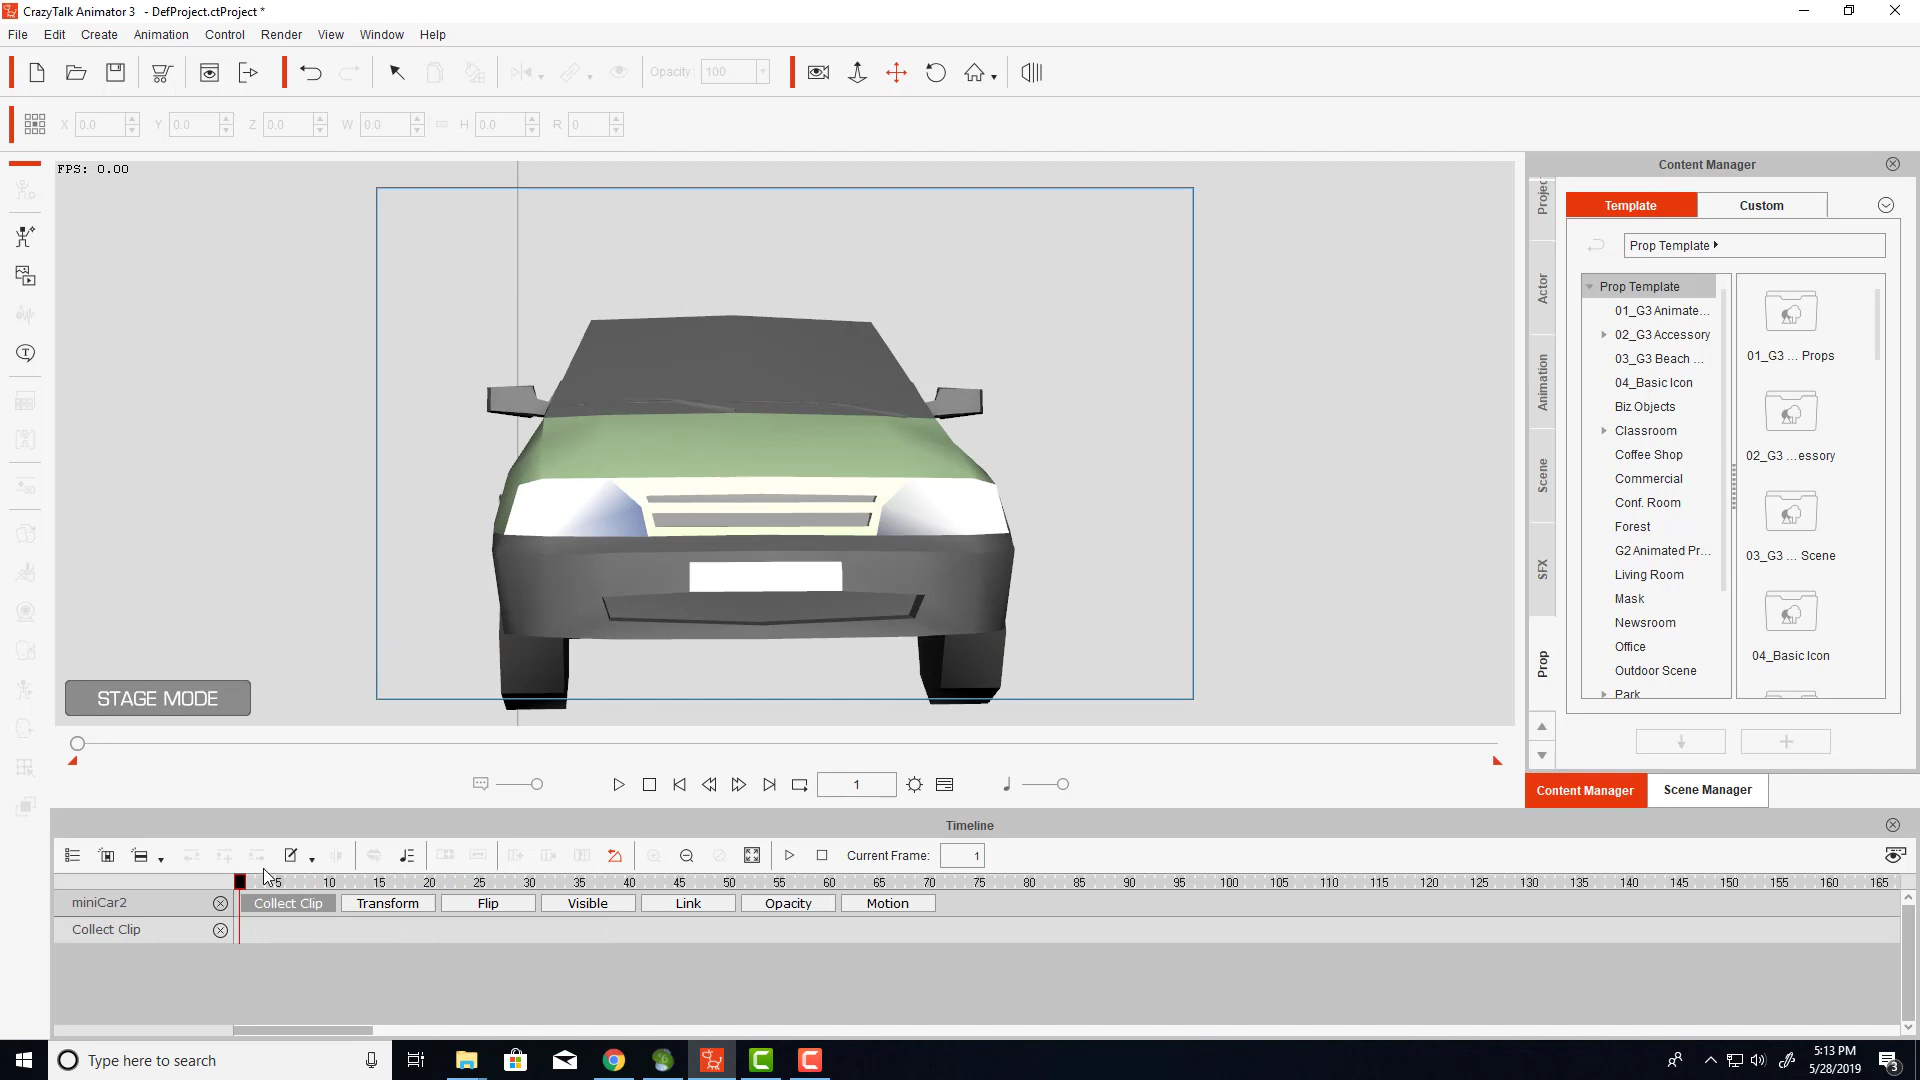 CrazyTalk Animator 3   - DefProject.ctProject *
File Edit Create Animation Control Render View Window Help
Opacity: 100
X 0.0 Y 0.0 Z 0.0 W 0.0 H 0.0 R 0
FPS: 0.00
STAGE MODE
1
Content Manager
Template Custom
Prop Template
Project
Actor
Animation
Scene
SFX
Prop
Prop Template
01_G3 Animate...
02_G3 Accessory
03_G3 Beach ...
04_Basic Icon
Biz Objects
Classroom
Coffee Shop
Commercial
Conf. Room
Forest
G2 Animated Pr...
Living Room
Mask
Newsroom
Office
Outdoor Scene
Park
01_G3 ... Props
02_G3 ...essory
03_G3 ... Scene
04_Basic Icon
Content Manager Scene Manager
Timeline
Current Frame: 1
5 10 15 20 25 30 35 40 45 50 55 60 65 70 75 80 85 90 95 100 105 110 115 120 125 130 135 140 145 150 155 160 165
miniCar2 Collect Clip Transform Flip Visible Link Opacity Motion
Collect Clip
Type here to search
5:13 PM
5/28/2019
3